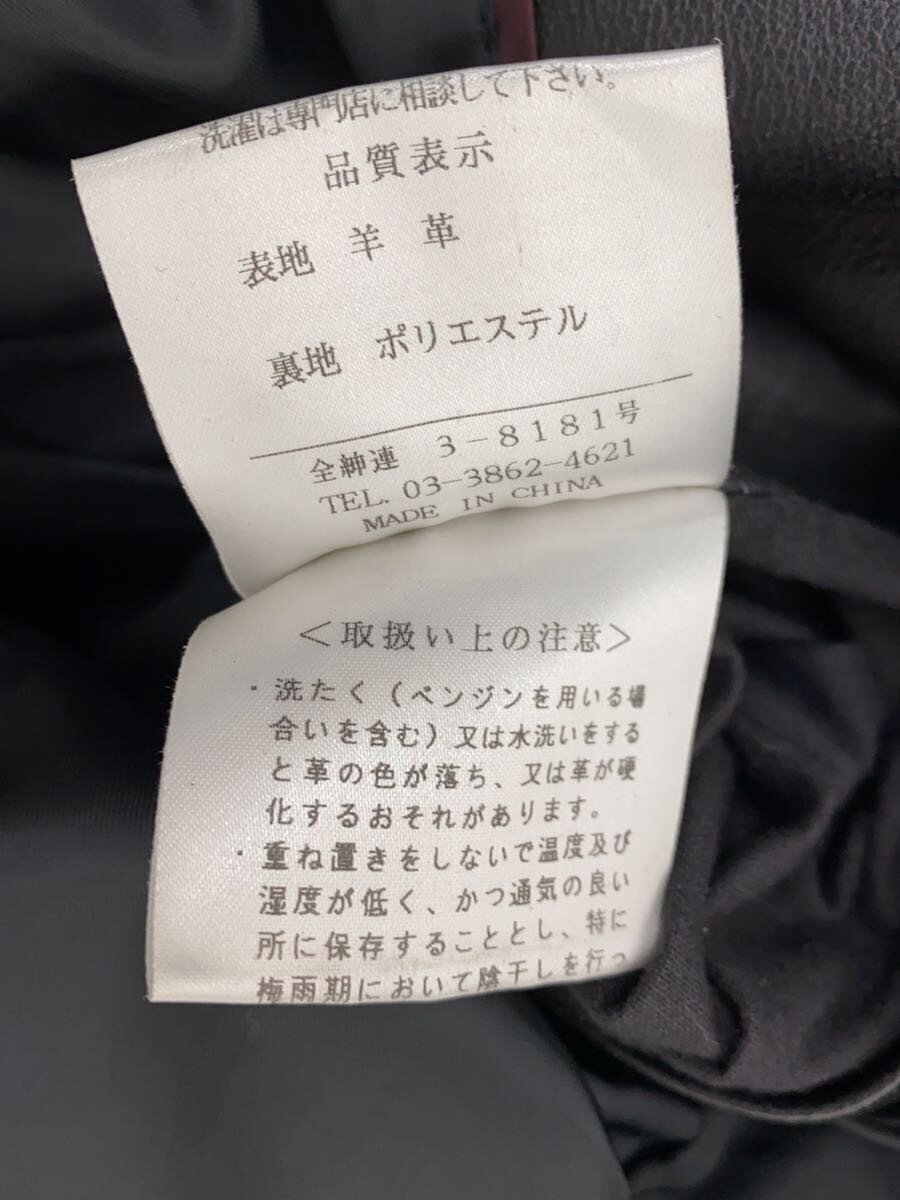 洗濯は専門店に相談して下さい。
品質表示
表地 羊 革
裏地 ポリエステル
全紳連 3-8181号
TEL. 03-3862-4621
MADE IN CHINA
<取扱い上の注意>
・洗たく(ベンジンを用いる場
合いを含む)又は水洗いをする
と革の色が落ち、又は革が硬
化するおそれがあります。
・重ね置きをしないで温度及び
湿度が低く、かつ通気の良い
所に保存することとし、特に
梅雨期において陰干しを行っ